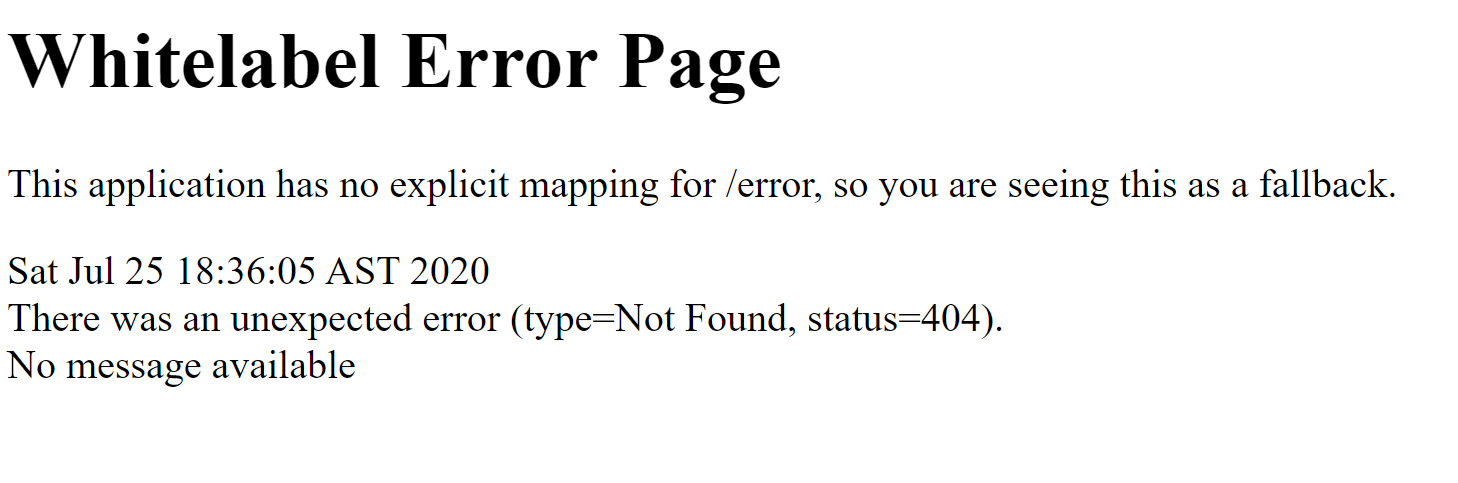 Whitelabel Error Page
This application has no explicit mapping for /error, so you are seeing this as a fallback.
Sat Jul 25 18:36:05 AST 2020
There was an unexpected error (type=Not Found, status=404).
No message available